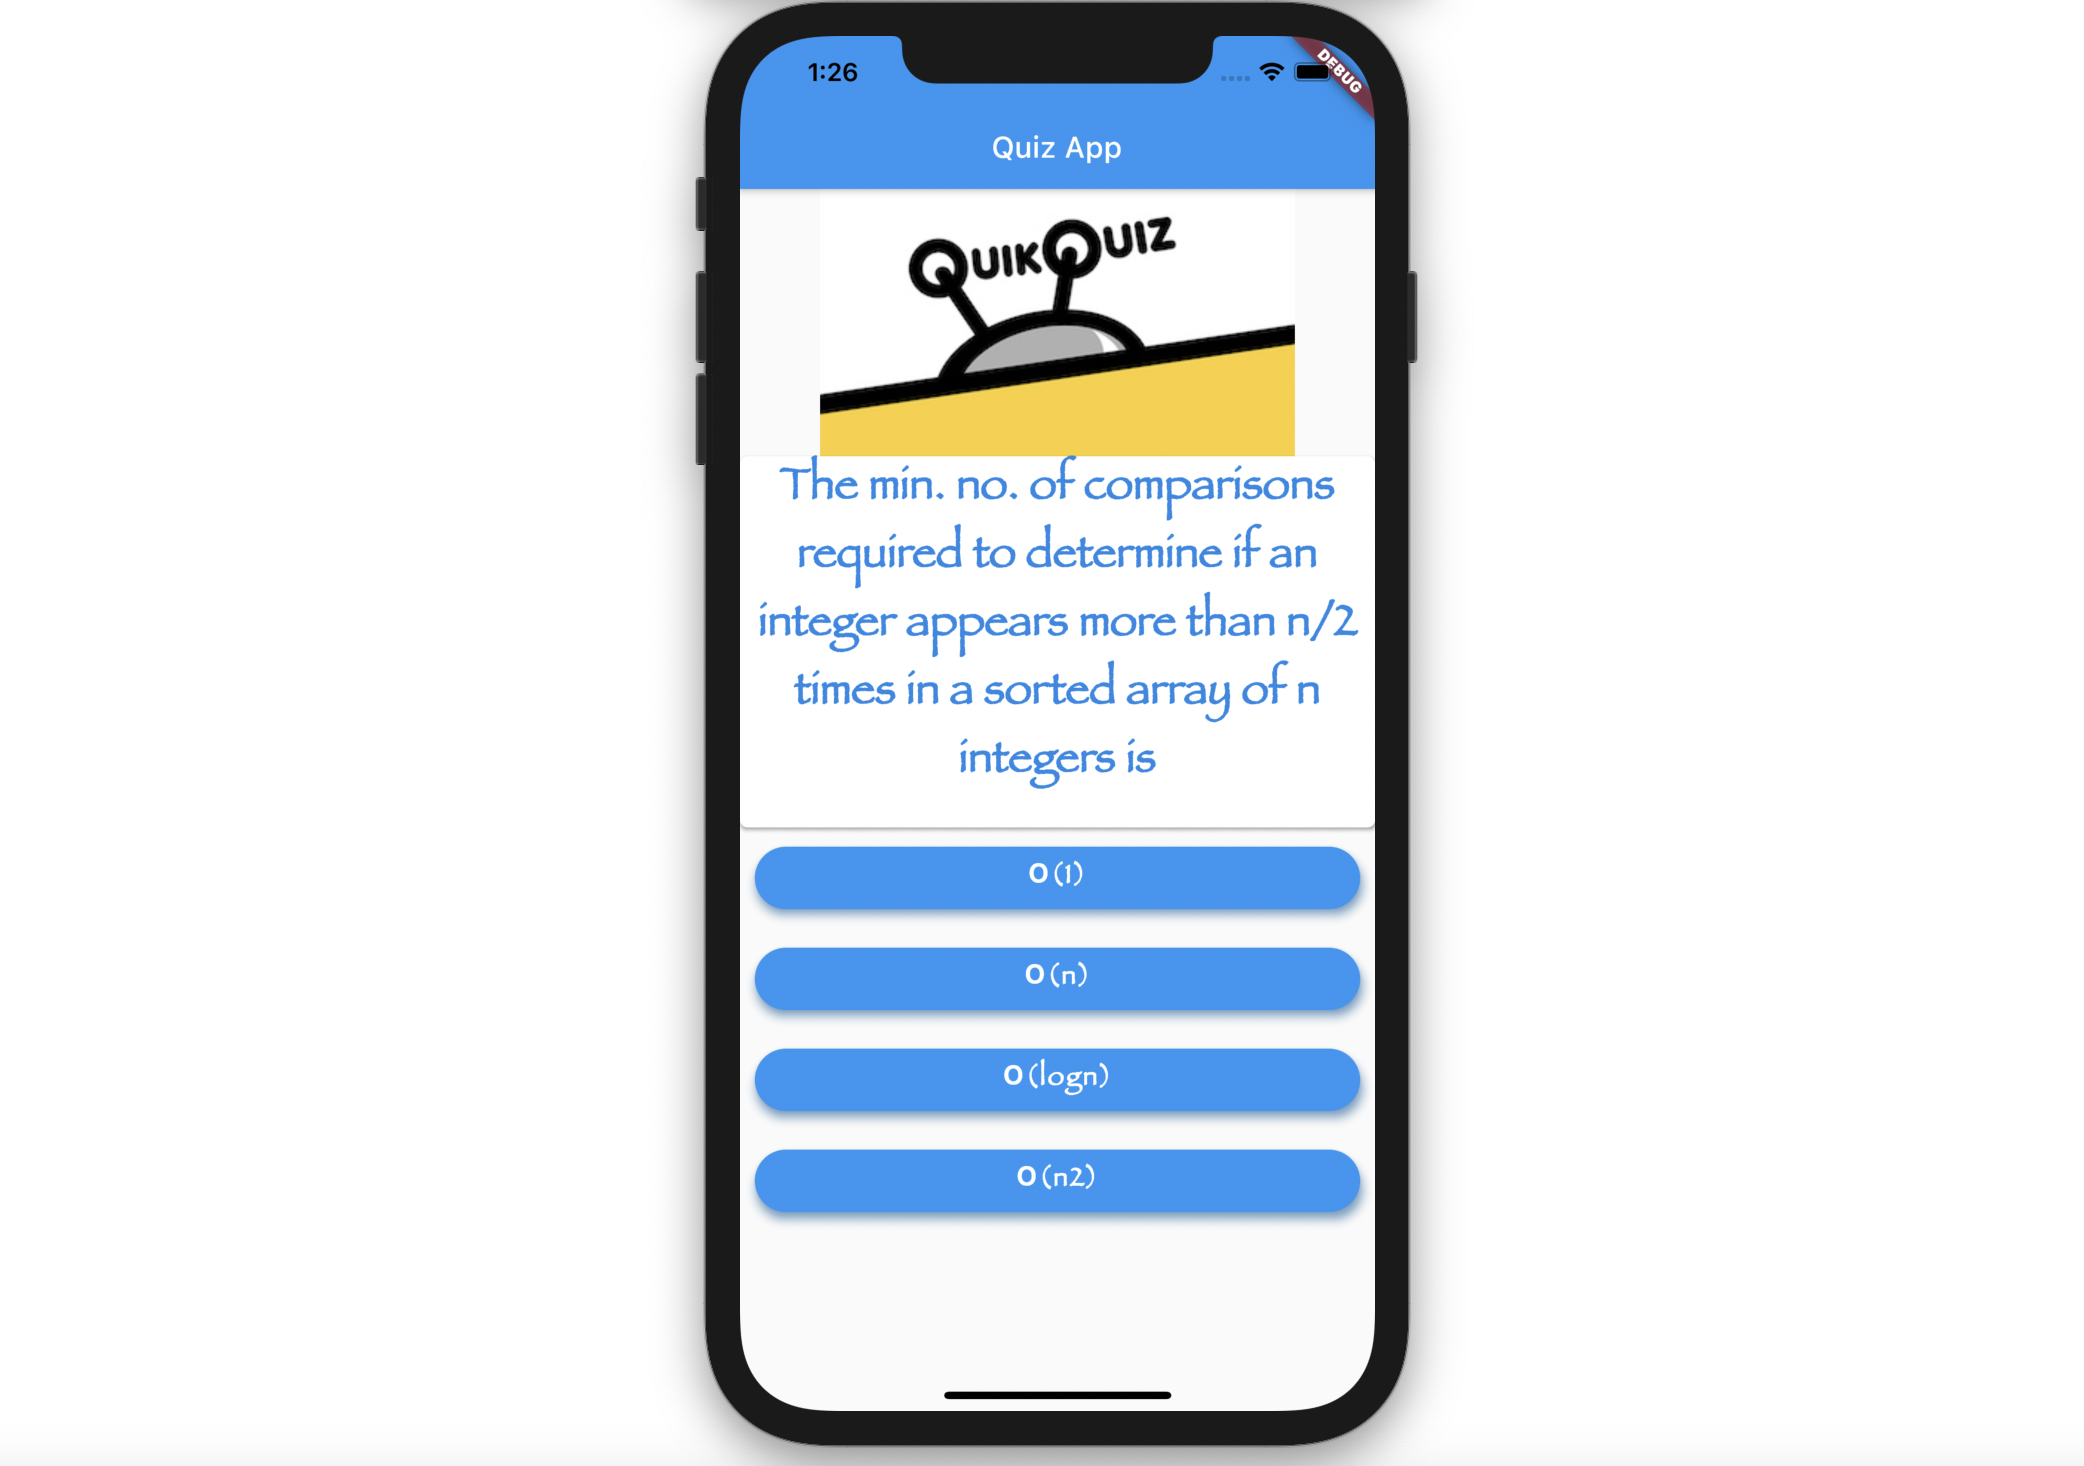 1:26
DEBUG
Quiz App
QUIKQUIZ
The min. no. of comparisons
required to determine if an
integer appears more than n/2
times in a sorted array of n
integers is
O (1)
O (n)
O (logn)
O (n2)